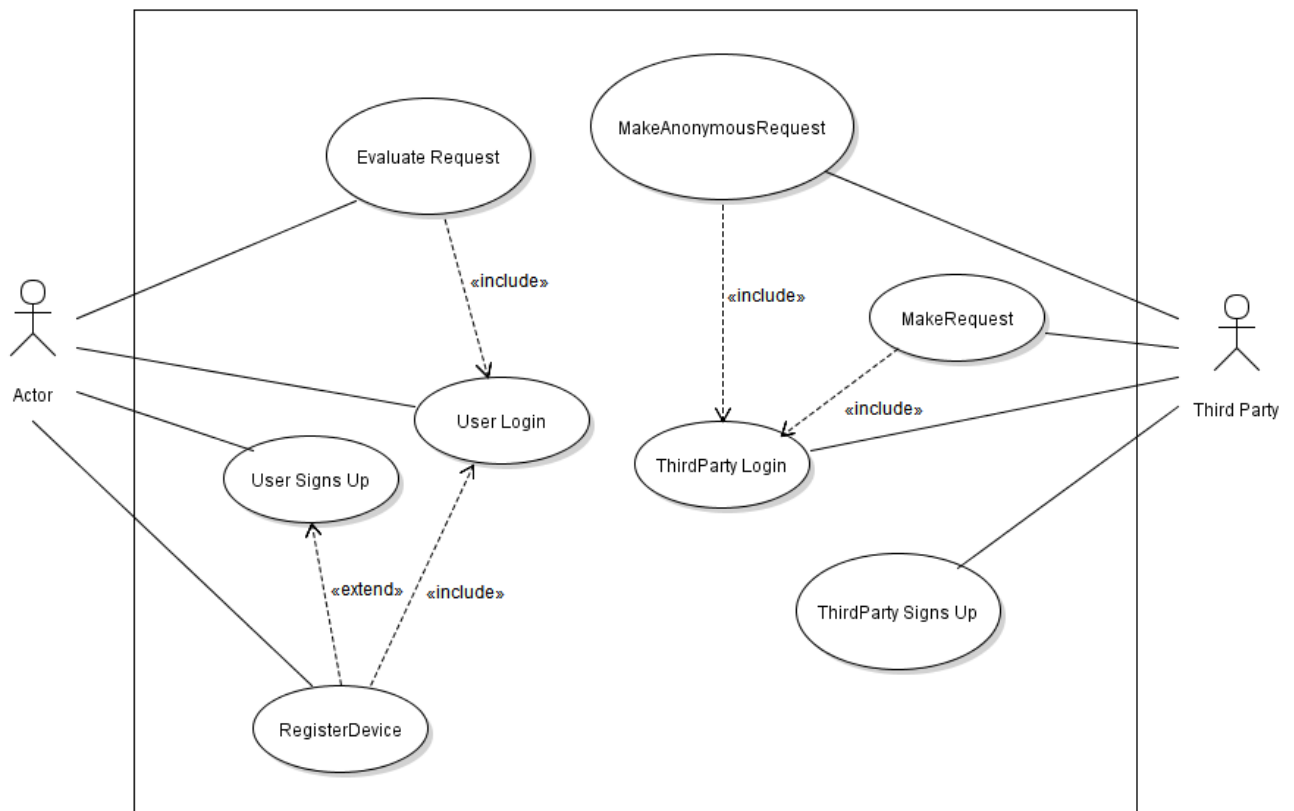 MakeAnonymousRequest
Evaluate Request
«include»
«include»
MakeRequest
Actor
«include»
Third Party
User Login
ThirdParty Login
User Signs Up
«extend»
«include»
ThirdParty Signs Up
RegisterDevice